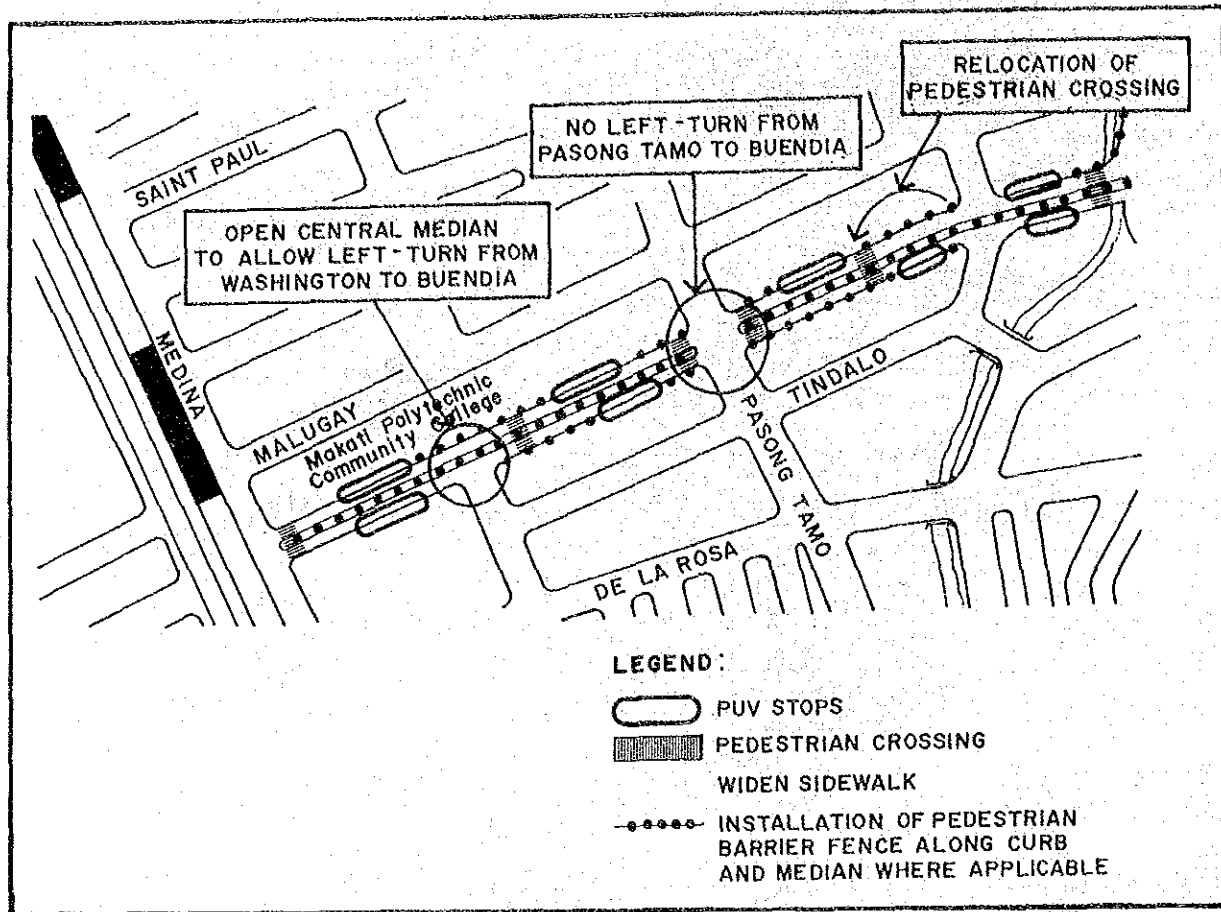 RELOCATION OF
PEDESTRIAN CROSSING
NO LEFT-TURN FROM
PASONG TAMO TO BUENDIA
SAINT PAUL
OPEN CENTRAL MEDIAN
TO ALLOW LEFT-TURN FROM
WASHINGTON TO BUENDIA
MEDINA
MALUGAY
Makati Polytechnic
Community College
TINDALO
PASONG TAMO
DE LA ROSA
LEGEND:
PUV STOPS
PEDESTRIAN CROSSING
WIDEN SIDEWALK
INSTALLATION OF PEDESTRIAN
BARRIER FENCE ALONG CURB
AND MEDIAN WHERE APPLICABLE